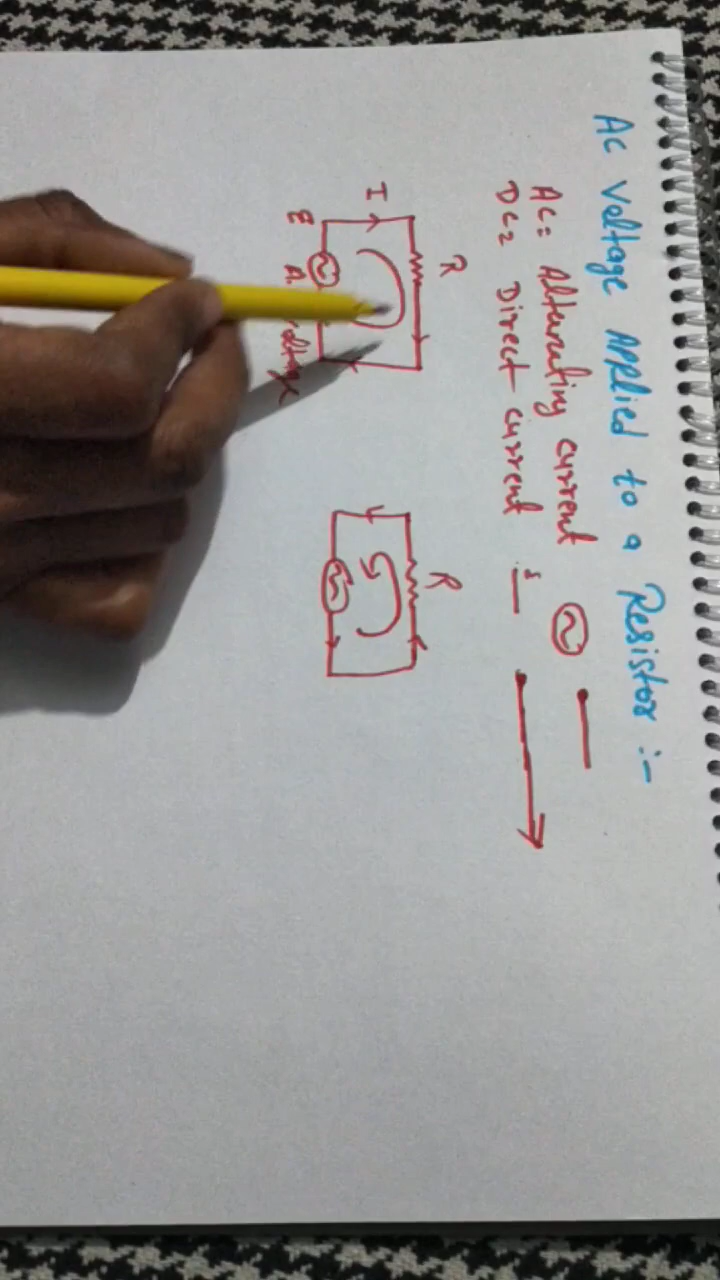 Ac voltage Applied to a Resistor :-
AC = Alternating current
DC = Direct current
R
I
E
R